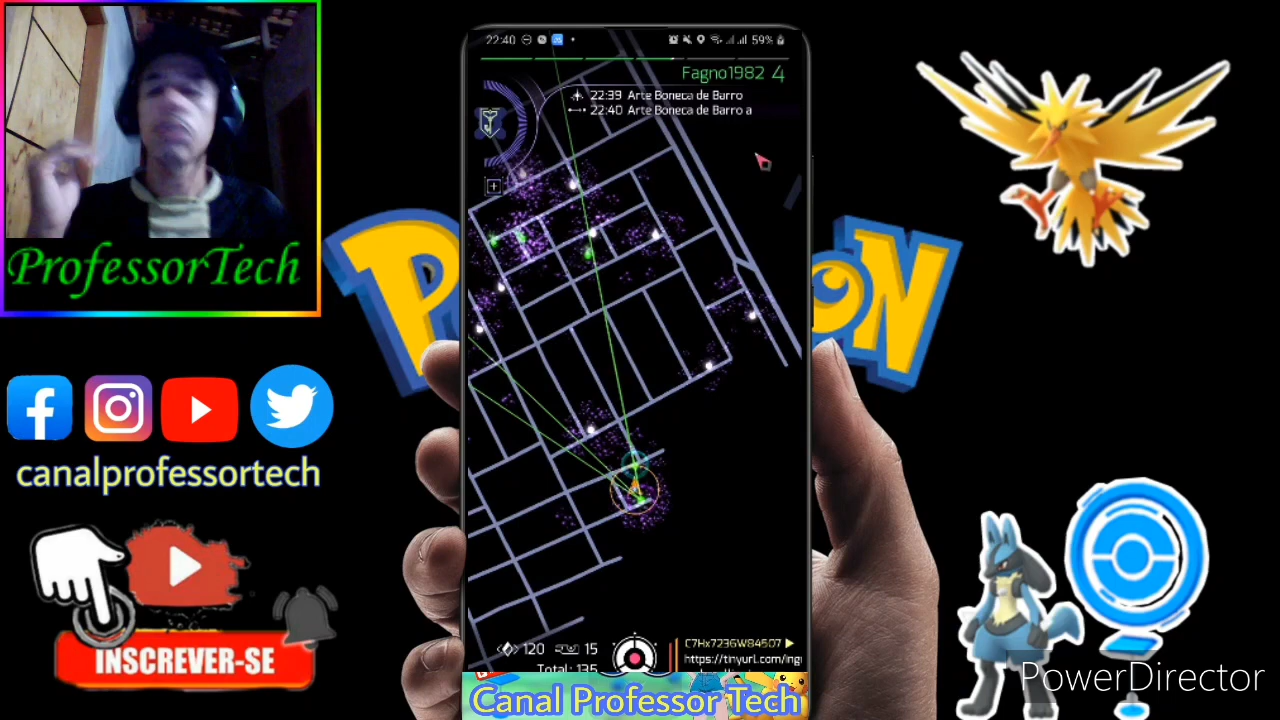 ProfessorTech
canalprofessortech
INSCREVER-SE
22:40
59%
Fagno1982 4
22:39 Arte Boneca de Barro
22:40 Arte Boneca de Barro a
120
15
Total: 135
C7Hx7236W84507
https://tinyurl.com/ing
P
ON
Canal Professor Tech
PowerDirector